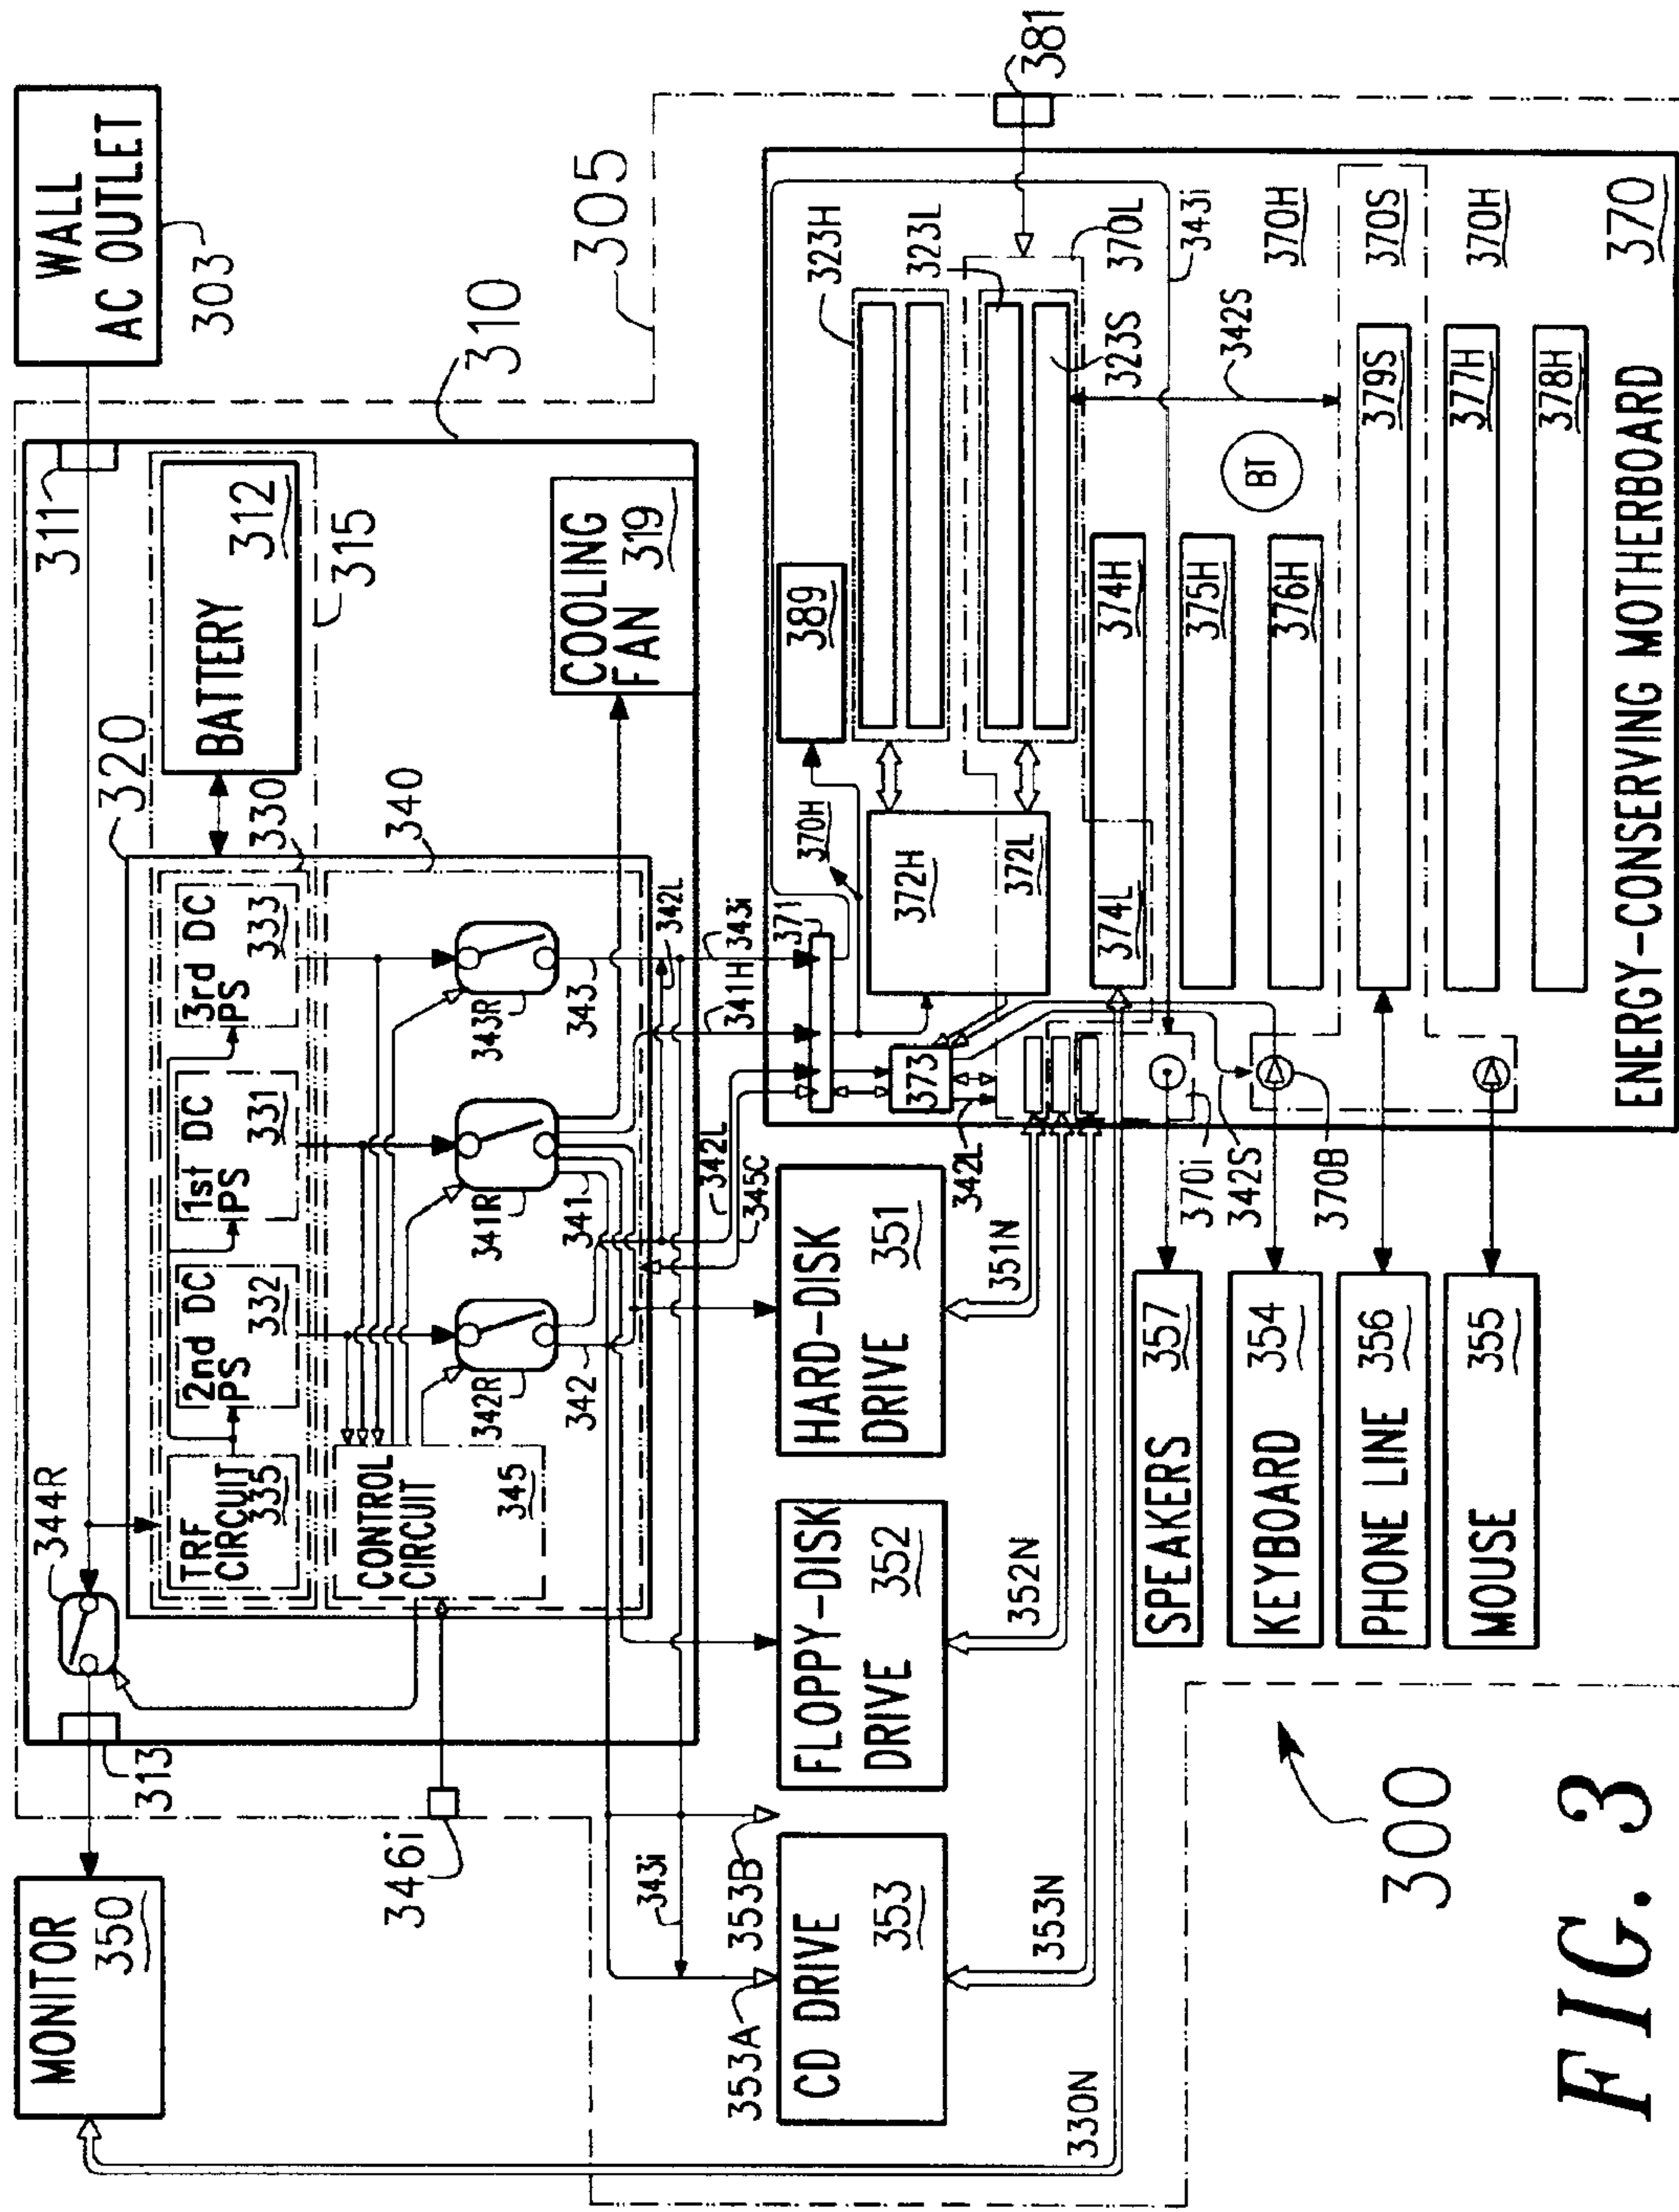 WALL
AC OUTLET
303
305
310
311
BATTERY
312
315
COOLING
FAN
319
320
330
340
3rd DC
PS
333
1st DC
PS
331
2nd DC
PS
332
TRF
CIRCUIT
335
CONTROL
CIRCUIT
345
343R
343
341R
341
342R
342
344R
313
MONITOR
350
346i
342L
343i
341H
371
342L
345C
353A
353B
343i
CD DRIVE
353
FLOPPY-DISK
DRIVE
352
HARD-DISK
DRIVE
351
353N
352N
351N
330N
342L
SPEAKERS
357
KEYBOARD
354
PHONE LINE
356
MOUSE
355
370i
342S
370B
381
389
323H
323L
323S
370L
343i
342S
370H
372H
372L
373
374L
374H
375H
376H
BT
370H
370S
379S
370H
377H
378H
370
ENERGY-CONSERVING MOTHERBOARD
300
FIG. 3